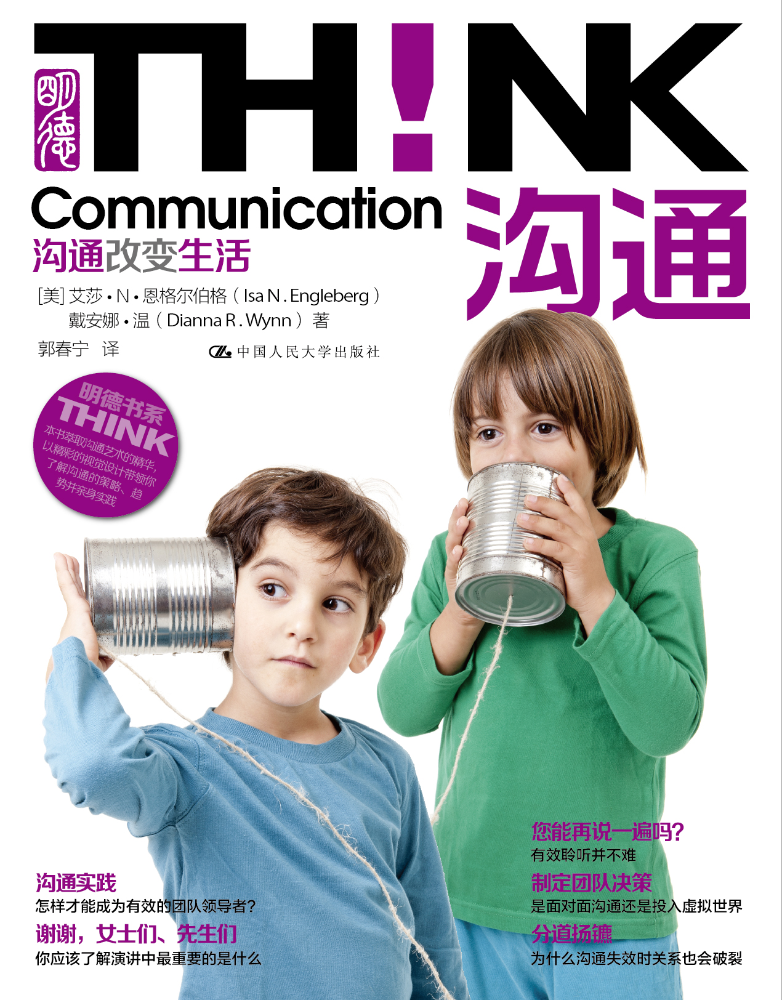 TH!NK
明德
Communication
沟通
沟通改变生活
[美] 艾莎·N·恩格尔伯格（Isa N. Engleberg）
戴安娜·温（Dianna R. Wynn） 著
郭春宁 译
中国人民大学出版社
明德书系
THINK
本书萃取沟通艺术的精华，
以精彩的视觉设计带领你
了解沟通的策略、趋
势并亲身实践
您能再说一遍吗？
有效聆听并不难
沟通实践
怎样才能成为有效的团队领导者？
制定团队决策
是面对面沟通还是投入虚拟世界
谢谢，女士们、先生们
你应该了解演讲中最重要的是什么
分道扬镳
为什么沟通失效时关系也会破裂